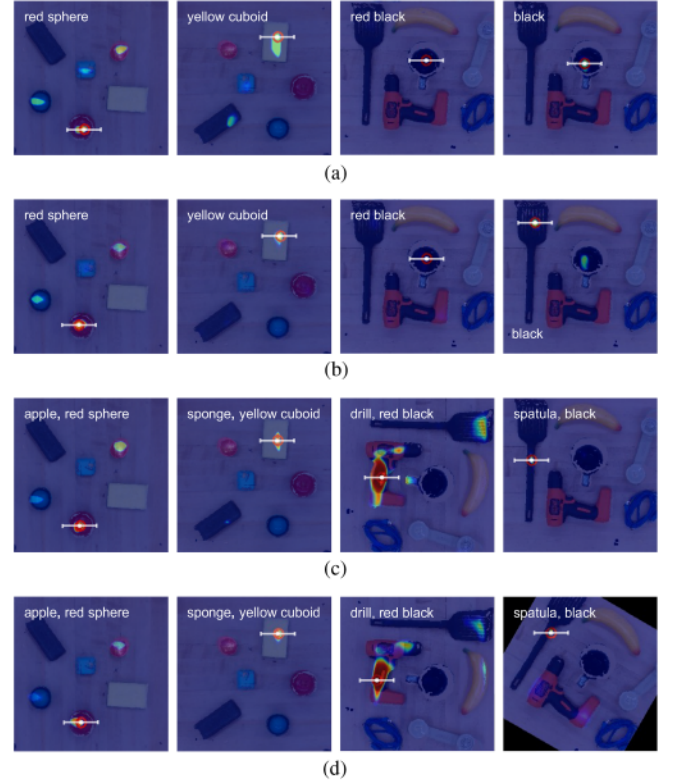 red sphere
yellow cuboid
red black
black
(a)
red sphere
yellow cuboid
red black
black
(b)
apple, red sphere
sponge, yellow cuboid
drill, red black
spatula, black
(c)
apple, red sphere
sponge, yellow cuboid
drill, red black
spatula, black
(d)